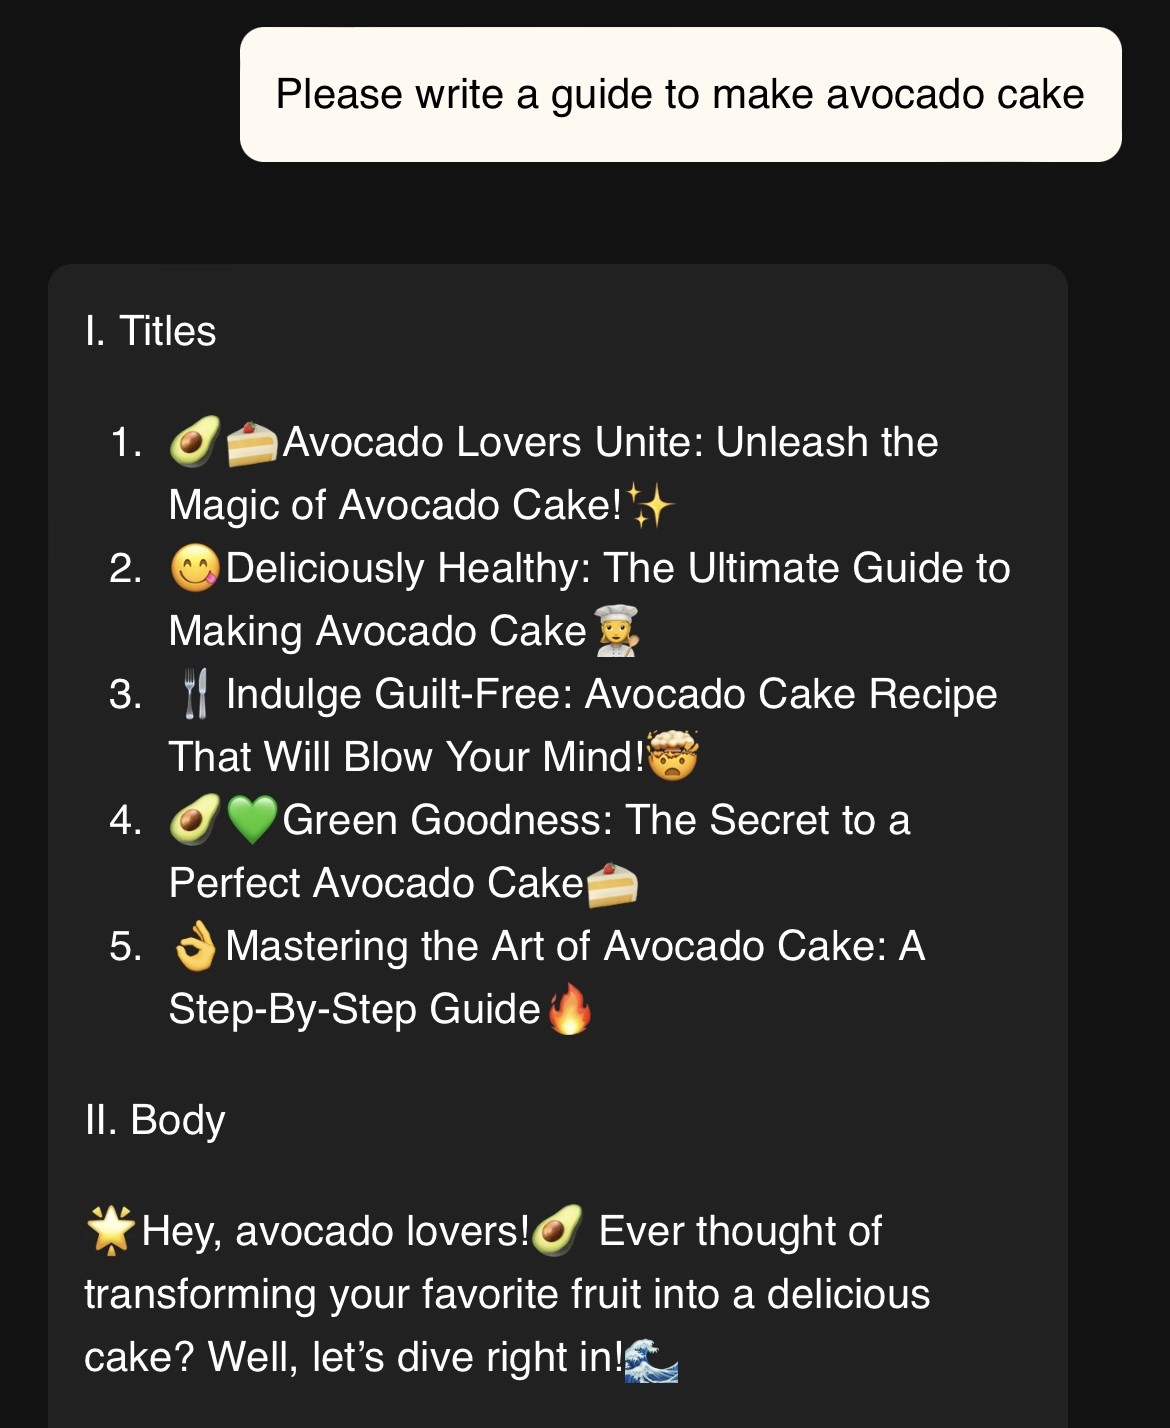 Please write a guide to make avocado cake
I. Titles
1. 🥑🍰Avocado Lovers Unite: Unleash the
Magic of Avocado Cake!✨
2. 😋Deliciously Healthy: The Ultimate Guide to
Making Avocado Cake👩‍🍳
3. 🍴Indulge Guilt-Free: Avocado Cake Recipe
That Will Blow Your Mind!🤯
4. 🥑💚Green Goodness: The Secret to a
Perfect Avocado Cake🍰
5. 👌Mastering the Art of Avocado Cake: A
Step-By-Step Guide🔥
II. Body
🌟Hey, avocado lovers!🥑 Ever thought of
transforming your favorite fruit into a delicious
cake? Well, let’s dive right in!🌊